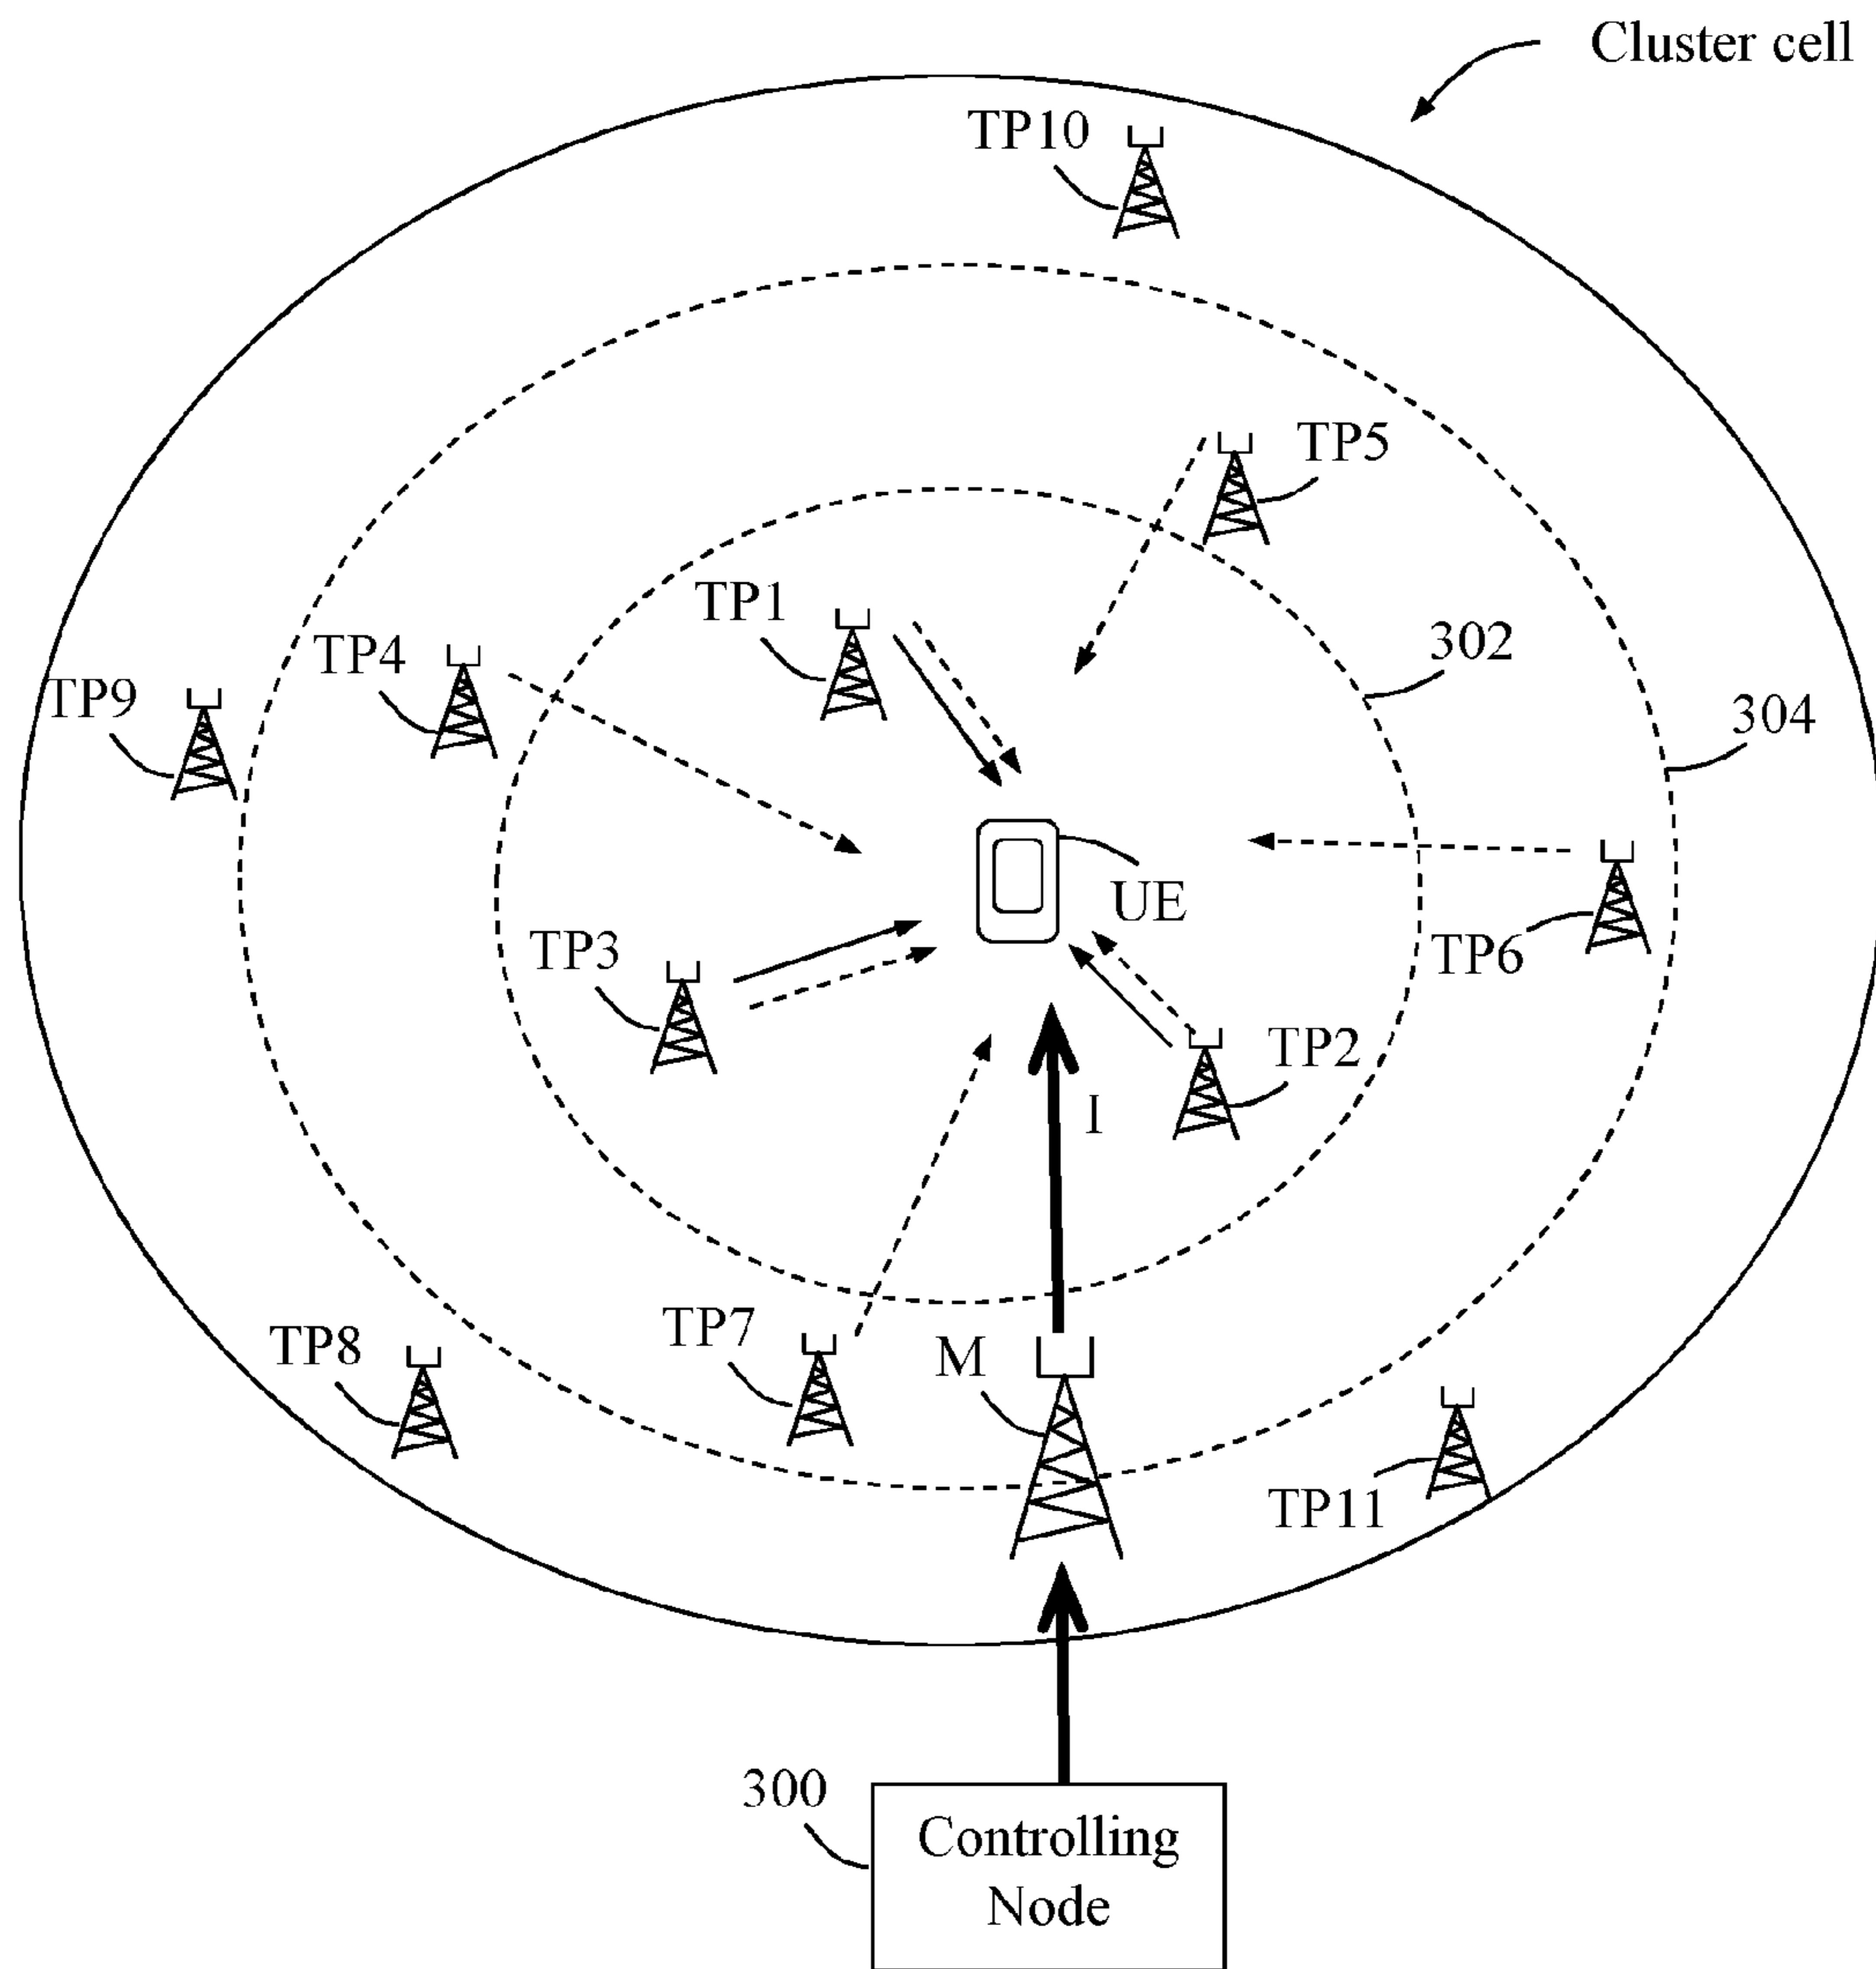 Cluster cell
TP10
TP5
TP1
302
TP4
TP9
304
UE
TP3
TP6
TP2
I
TP7
TP8
M
TP11
300
Controlling
Node